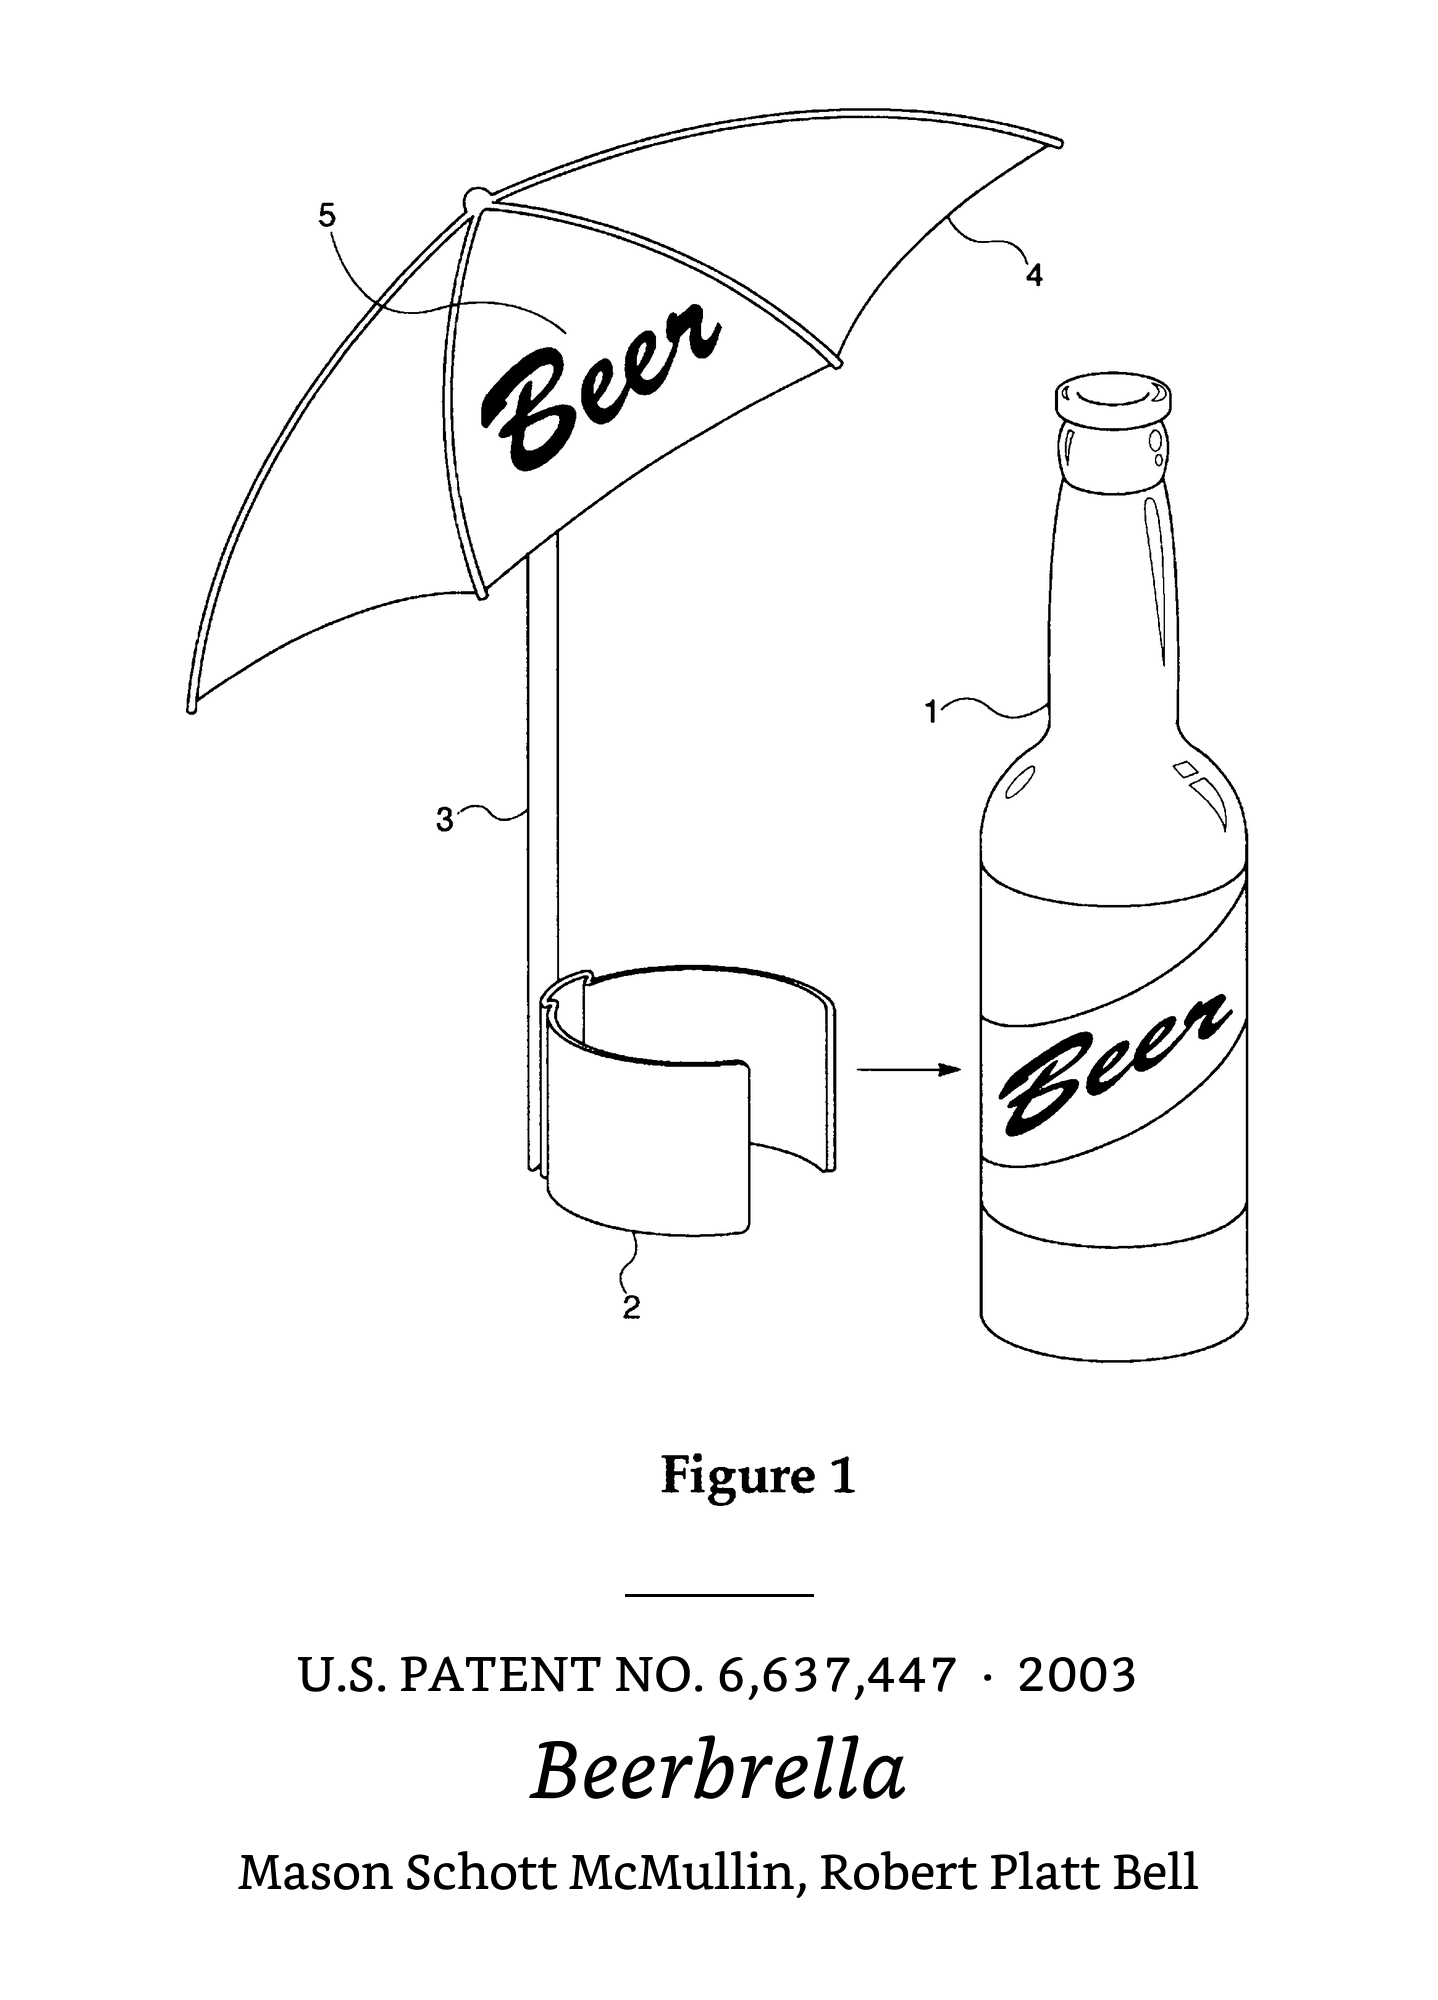 5
4
Beer
1
3
Beer
2
Figure 1
U.S. PATENT NO. 6,637,447 · 2003
Beerbrella
Mason Schott McMullin, Robert Platt Bell